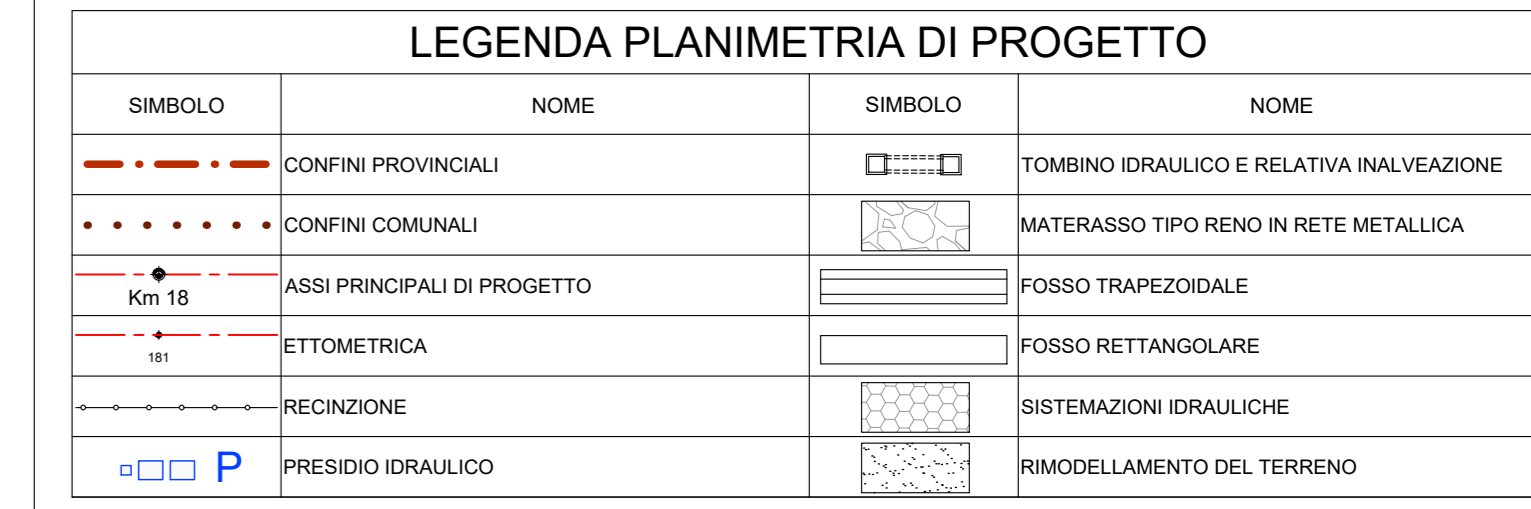 LEGENDA PLANIMETRIA DI PROGETTO
SIMBOLO NOME SIMBOLO NOME
CONFINI PROVINCIALI TOMBINO IDRAULICO E RELATIVA INALVEAZIONE
CONFINI COMUNALI MATERASSO TIPO RENO IN RETE METALLICA
Km 18 ASSI PRINCIPALI DI PROGETTO FOSSO TRAPEZOIDALE
181 ETTOMETRICA FOSSO RETTANGOLARE
RECINZIONE SISTEMAZIONI IDRAULICHE
P PRESIDIO IDRAULICO RIMODELLAMENTO DEL TERRENO